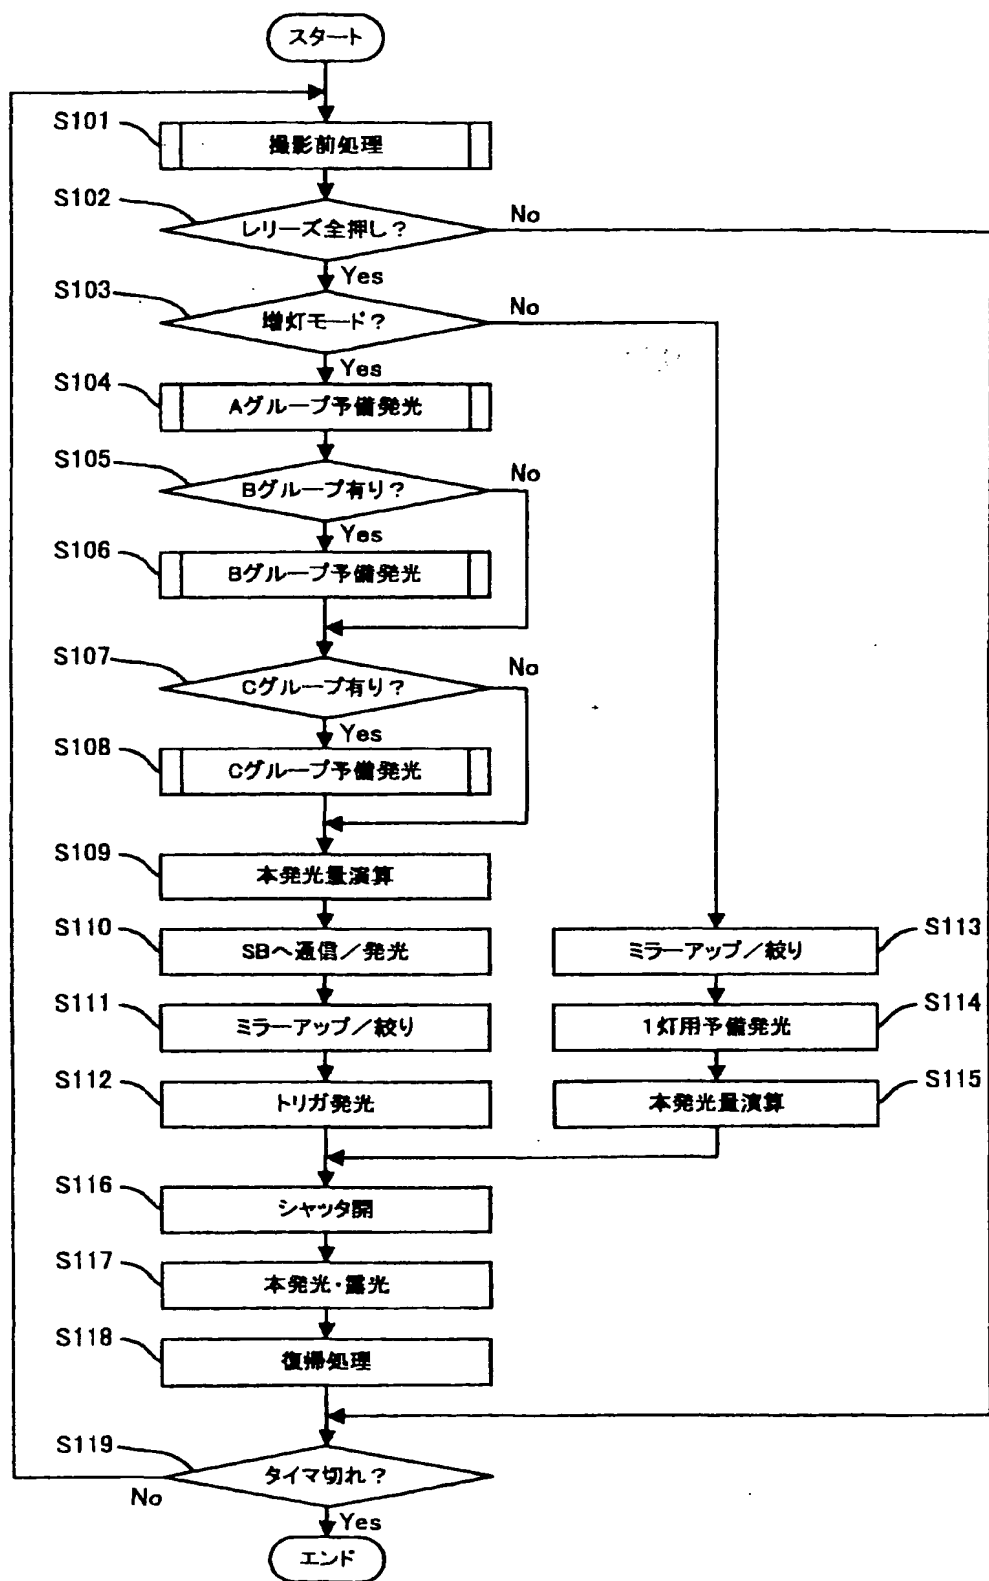 スタート
S101
撮影前処理
S102
レリーズ全押し?
No
Yes
S103
増灯モード?
No
Yes
S104
Aグループ予備発光
S105
Bグループ有り?
No
Yes
S106
Bグループ予備発光
S107
Cグループ有り?
No
Yes
S108
Cグループ予備発光
S109
本発光量演算
S110
SBへ通信/発光
S111
ミラーアップ/絞り
S112
トリガ発光
S113
ミラーアップ/絞り
S114
1灯用予備発光
S115
本発光量演算
S116
シャッタ開
S117
本発光・露光
S118
復帰処理
S119
タイマ切れ?
No
Yes
エンド